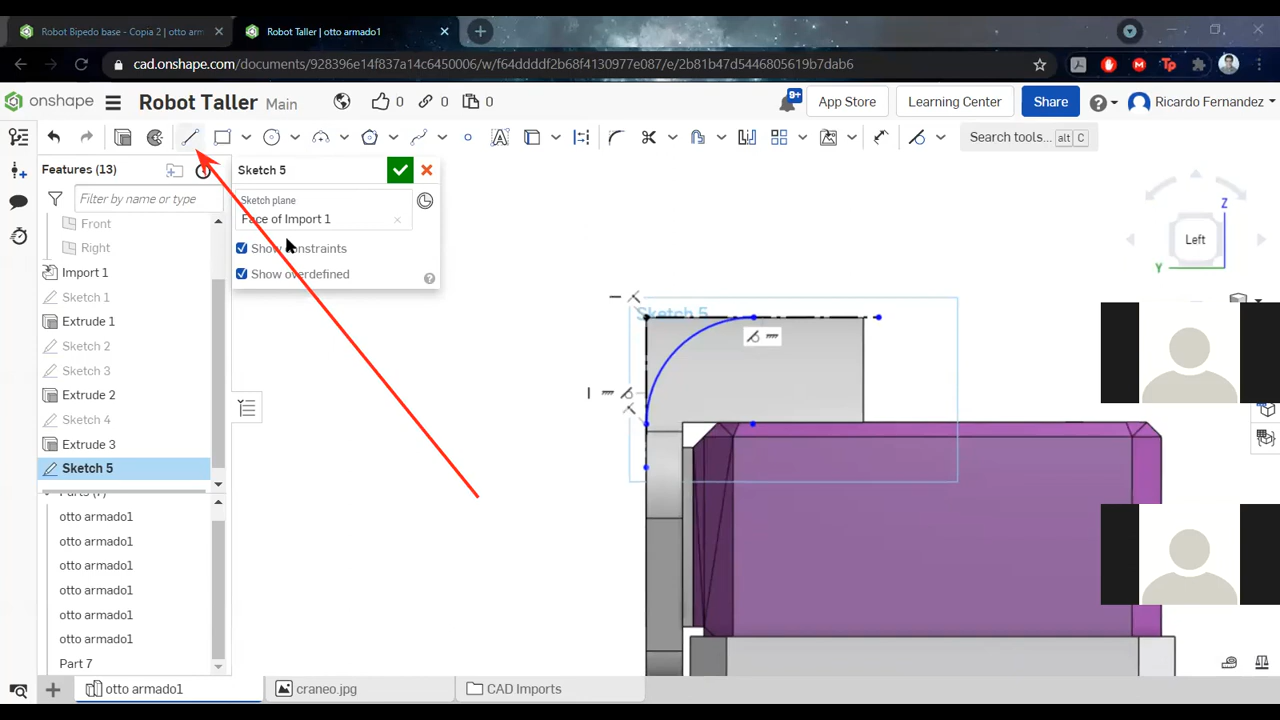 Robot Bipedo base - Copia 2 | otto arm
Robot Taller | otto armado1
cad.onshape.com/documents/928396e14f837a14c6450006/w/f64ddddf2b68f4130977e087/e/2b81b47d5446805619b7dab6
onshape
Robot Taller Main
0
0
0
9+
App Store
Learning Center
Share
Ricardo Fernandez
Search tools... alt C
Features (13)
Filter by name or type
Front
Right
Import 1
Sketch 1
Extrude 1
Sketch 2
Sketch 3
Extrude 2
Sketch 4
Extrude 3
Sketch 5
Parts (7)
otto armado1
otto armado1
otto armado1
otto armado1
otto armado1
otto armado1
Part 7
Sketch 5
Sketch plane
Face of Import 1
Show constraints
Show overdefined
Sketch 5
Z
Left
Y
otto armado1
craneo.jpg
CAD Imports